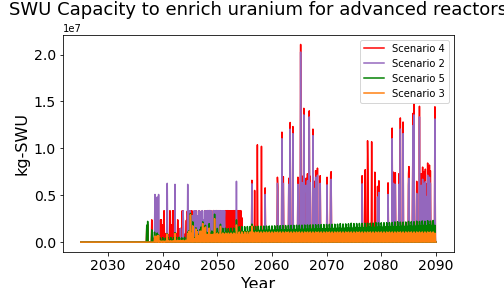 SWU Capacity to enrich uranium for advanced reactors
1e7
Scenario 4
Scenario 2
Scenario 5
Scenario 3
2.0
1.5
1.0
0.5
0.0
kg-SWU
2030 2040 2050 2060 2070 2080 2090
Year